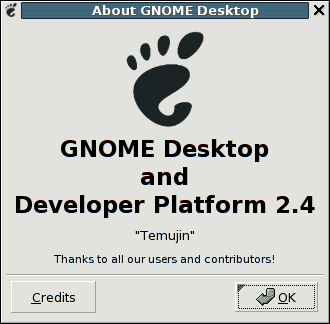 About GNOME Desktop
GNOME Desktop
and
Developer Platform 2.4
"Temujin"
Thanks to all our users and contributors!
Credits
OK